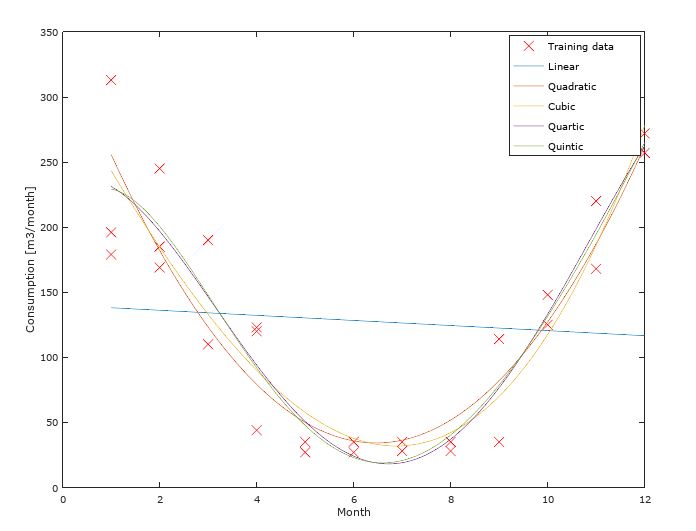 350
300
250
200
150
100
50
0
Consumption [m3/month]
0 2 4 6 8 10 12
Month
Training data
Linear
Quadratic
Cubic
Quartic
Quintic